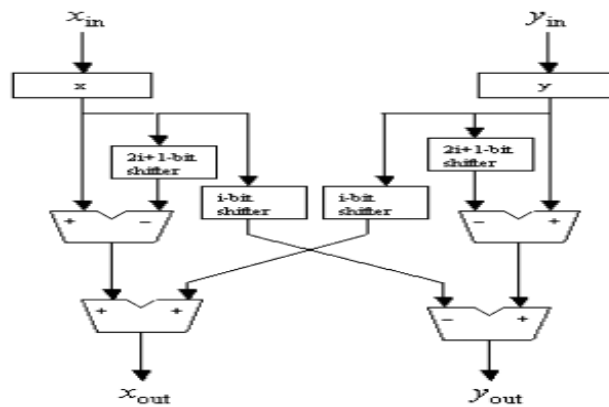 x_in y_in
x y
2i+1-bit
shifter
2i+1-bit
shifter
i-bit
shifter
i-bit
shifter
+ − − +
+ + − +
x_out y_out